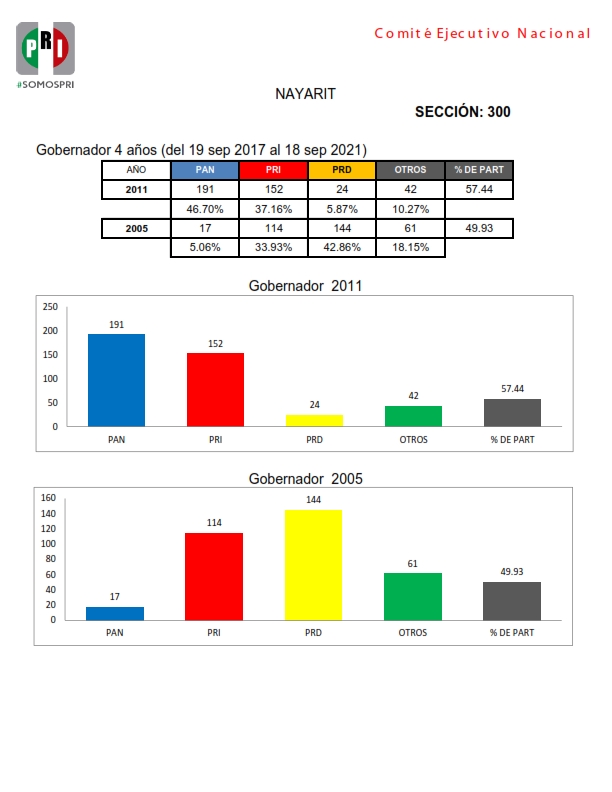 Comité Ejecutivo Nacional
PRI
#SOMOSPRI
NAYARIT
SECCIÓN: 300
Gobernador 4 años (del 19 sep 2017 al 18 sep 2021)
AÑO PAN PRI PRD OTROS % DE PART
2011 191 152 24 42 57.44
46.70% 37.16% 5.87% 10.27%
2005 17 114 144 61 49.93
5.06% 33.93% 42.86% 18.15%
Gobernador 2011
250
200
150
100
50
0
191
152
24
42
57.44
PAN PRI PRD OTROS % DE PART
Gobernador 2005
160
140
120
100
80
60
40
20
0
17
114
144
61
49.93
PAN PRI PRD OTROS % DE PART